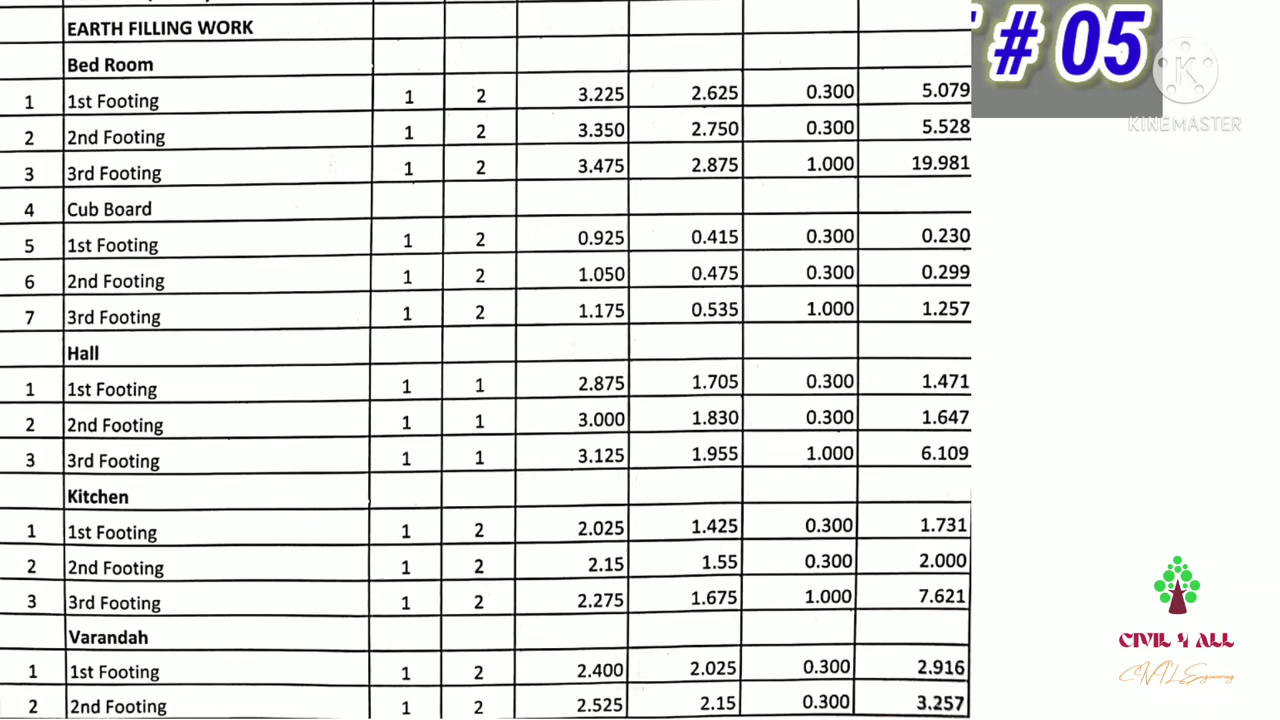 EARTH FILLING WORK
Bed Room
1 1st Footing 1 2 3.225 2.625 0.300 5.079
2 2nd Footing 1 2 3.350 2.750 0.300 5.528
3 3rd Footing 1 2 3.475 2.875 1.000 19.981
4 Cub Board
5 1st Footing 1 2 0.925 0.415 0.300 0.230
6 2nd Footing 1 2 1.050 0.475 0.300 0.299
7 3rd Footing 1 2 1.175 0.535 1.000 1.257
Hall
1 1st Footing 1 1 2.875 1.705 0.300 1.471
2 2nd Footing 1 1 3.000 1.830 0.300 1.647
3 3rd Footing 1 1 3.125 1.955 1.000 6.109
Kitchen
1 1st Footing 1 2 2.025 1.425 0.300 1.731
2 2nd Footing 1 2 2.15 1.55 0.300 2.000
3 3rd Footing 1 2 2.275 1.675 1.000 7.621
Varandah
1 1st Footing 1 2 2.400 2.025 0.300 2.916
2 2nd Footing 1 2 2.525 2.15 0.300 3.257
# 05
K
KINEMASTER
CIVIL 4 ALL
CIVIL Engineering